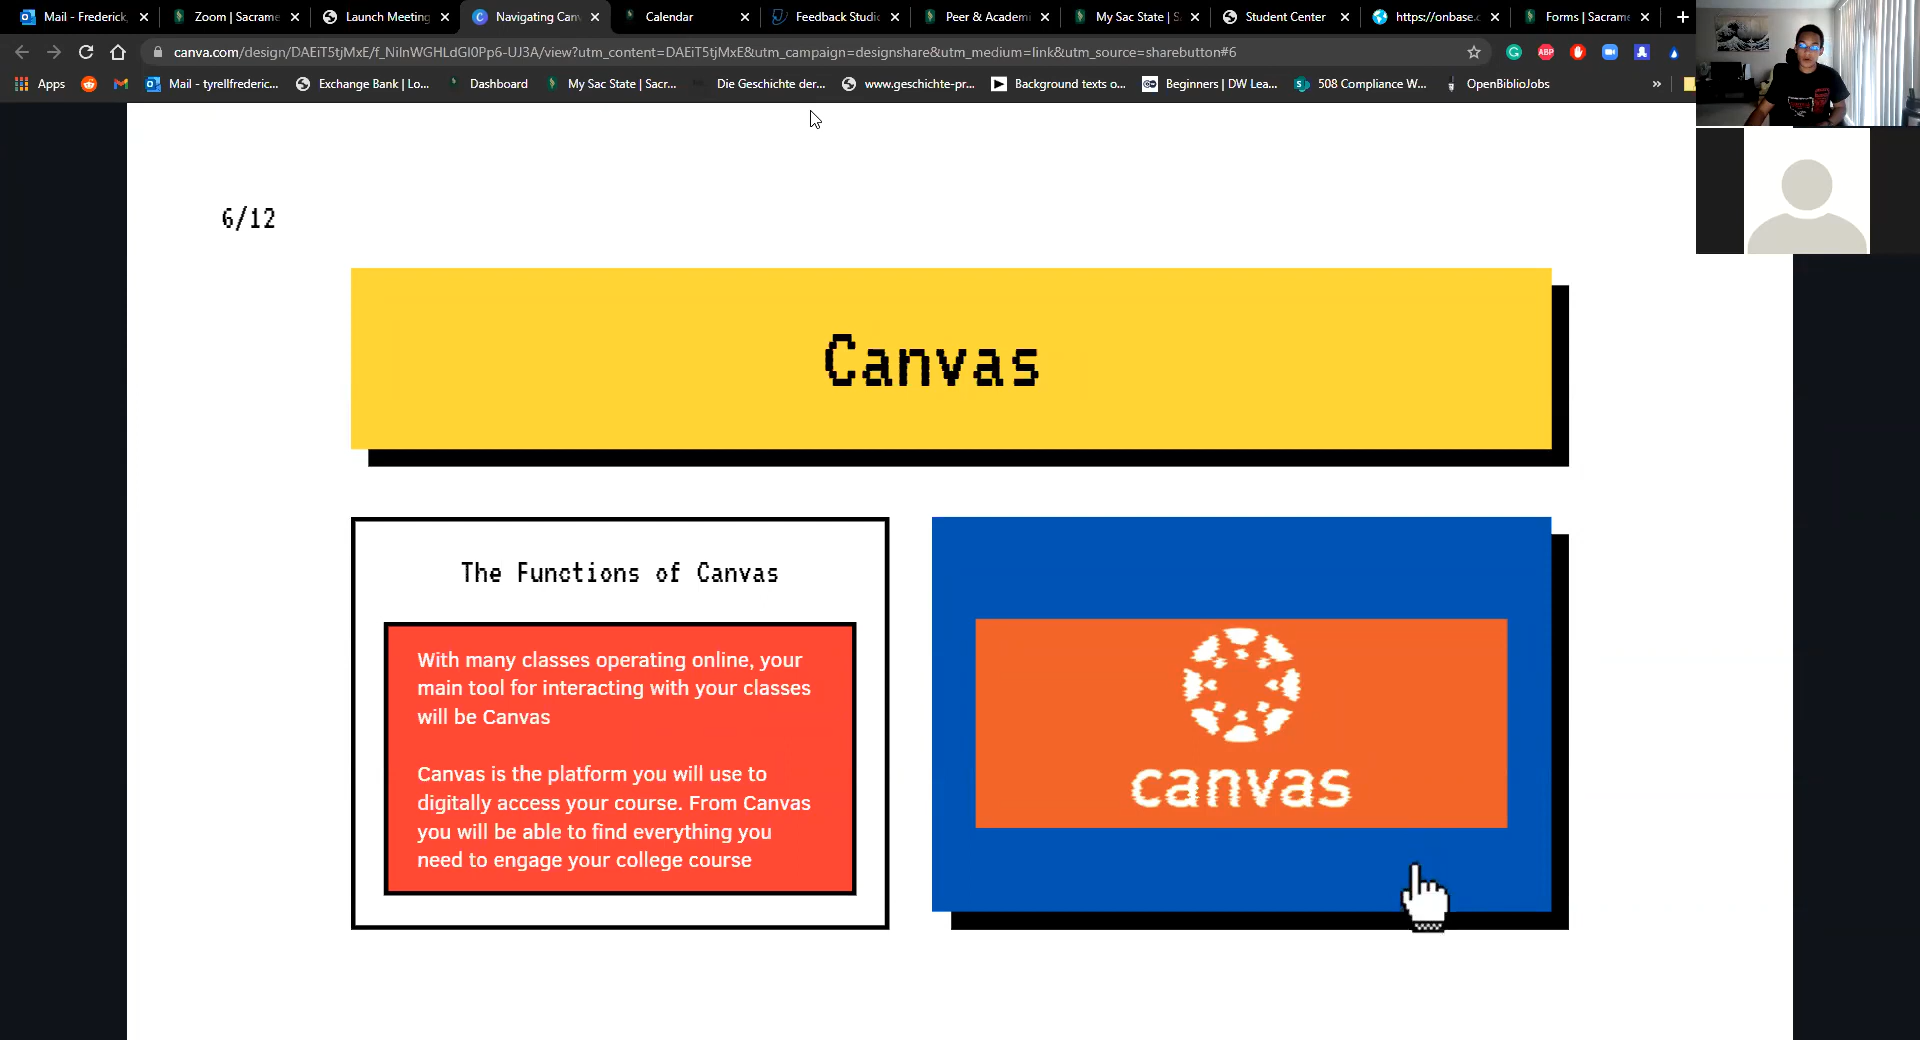 Mail - Frederick,
Zoom | Sacrame
Launch Meeting
Navigating Can
Calendar
Feedback Studi
Peer & Academi
My Sac State | S
Student Center
https://onbase.c
Forms | Sacrame
canva.com/design/DAEiT5tjMxE/f_NiInWGHLdGI0Pp6-UJ3A/view?utm_content=DAEiT5tjMxE&utm_campaign=designshare&utm_medium=link&utm_source=sharebutton#6
ABP
Apps
Mail - tyrellfrederic...
Exchange Bank | Lo...
Dashboard
My Sac State | Sacr...
Die Geschichte der...
www.geschichte-pr...
Background texts o...
Beginners | DW Lea...
508 Compliance W...
OpenBiblioJobs
6/12
Canvas
The Functions of Canvas
With many classes operating online, your
main tool for interacting with your classes
will be Canvas
Canvas is the platform you will use to
digitally access your course. From Canvas
you will be able to find everything you
need to engage your college course
canvas